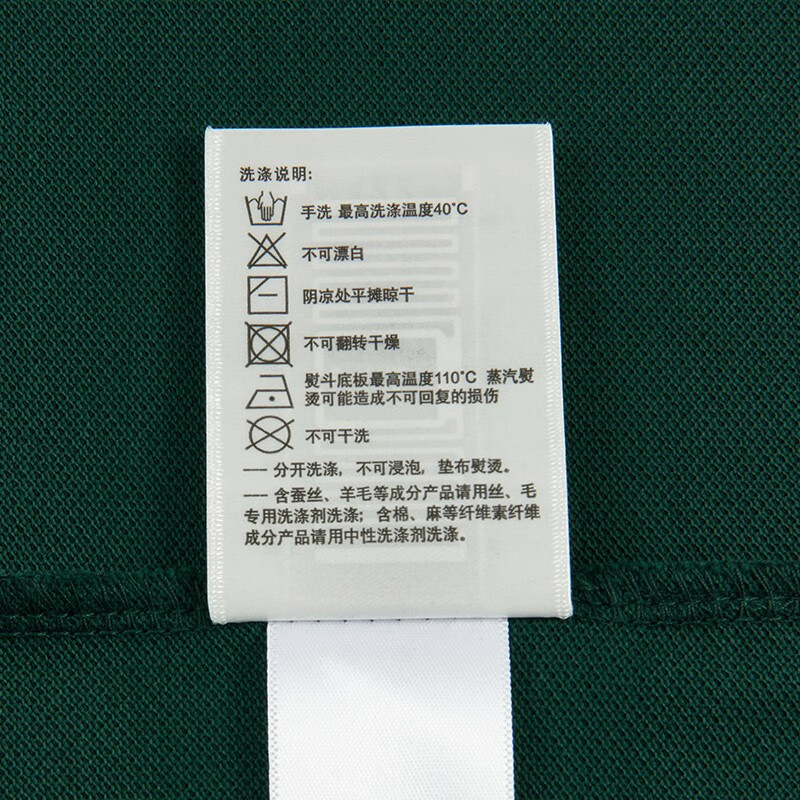 洗涤说明:
手洗 最高洗涤温度40°C
不可漂白
阴凉处平摊晾干
不可翻转干燥
熨斗底板最高温度110°C 蒸汽熨
烫可能造成不可回复的损伤
不可干洗
── 分开洗涤, 不可浸泡, 垫布熨烫。
── 含蚕丝、羊毛等成分产品请用丝、毛
专用洗涤剂洗涤; 含棉、麻等纤维素纤维
成分产品请用中性洗涤剂洗涤。